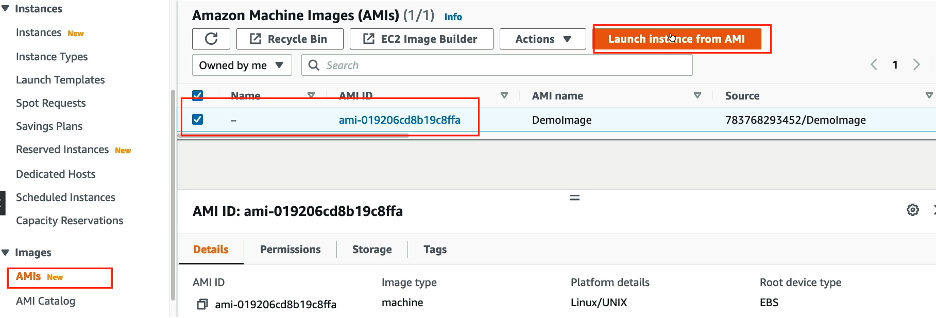 Instances
Instances New
Instance Types
Launch Templates
Spot Requests
Savings Plans
Reserved Instances New
Dedicated Hosts
Scheduled Instances
Capacity Reservations
Images
AMIs New
AMI Catalog
Amazon Machine Images (AMIs) (1/1) Info
Recycle Bin EC2 Image Builder Actions Launch instance from AMI
Owned by me Search 1
Name AMI ID AMI name Source
– ami-019206cd8b19c8ffa DemoImage 783768293452/DemoImage
AMI ID: ami-019206cd8b19c8ffa
Details Permissions Storage Tags
AMI ID Image type Platform details Root device type
ami-019206cd8b19c8ffa machine Linux/UNIX EBS